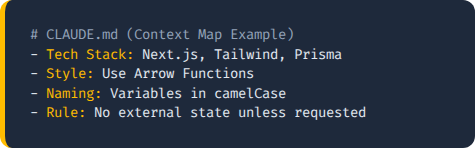 # CLAUDE.md (Context Map Example)
- Tech Stack: Next.js, Tailwind, Prisma
- Style: Use Arrow Functions
- Naming: Variables in camelCase
- Rule: No external state unless requested